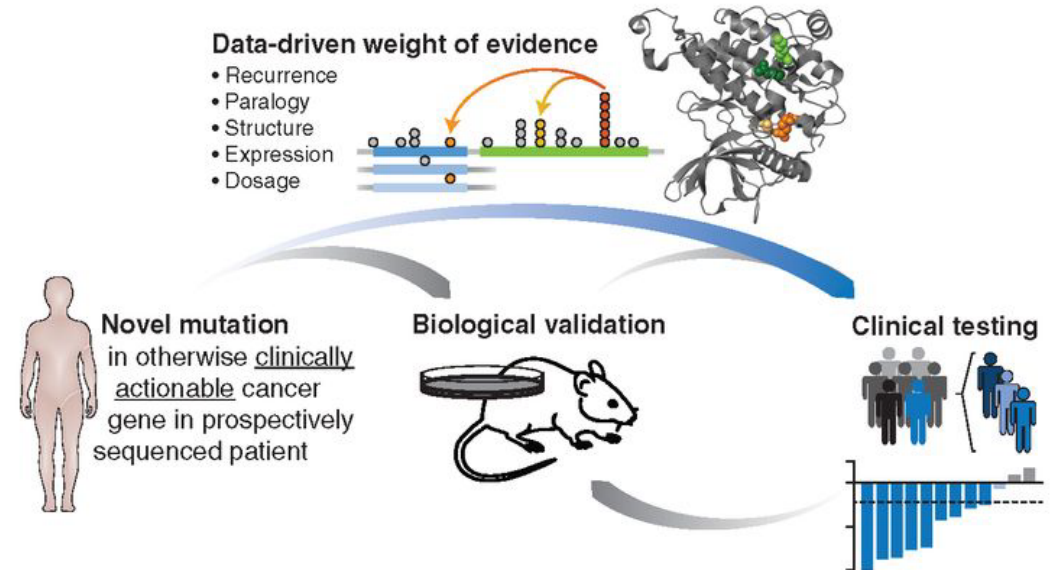 Data-driven weight of evidence
• Recurrence
• Paralogy
• Structure
• Expression
• Dosage
Novel mutation
in otherwise clinically
actionable cancer
gene in prospectively
sequenced patient
Biological validation
Clinical testing